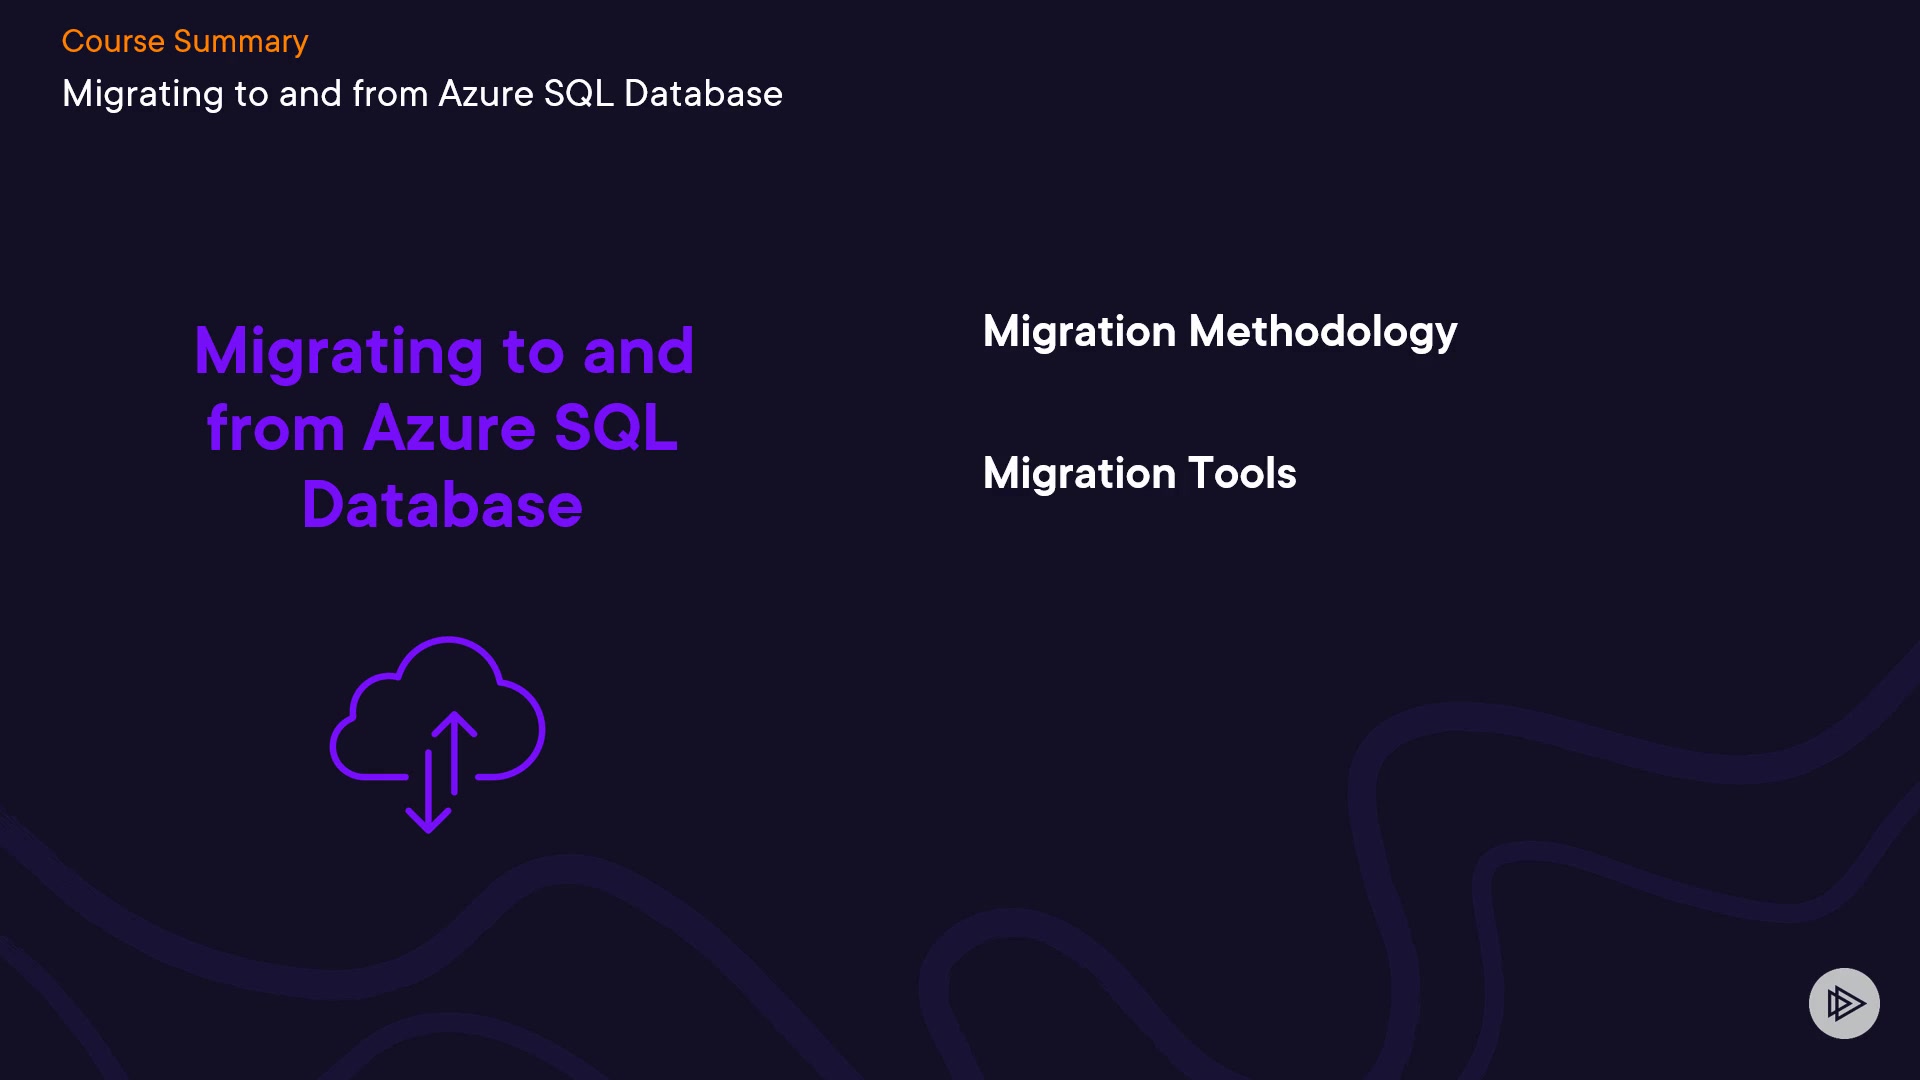 Course Summary
Migrating to and from Azure SQL Database
Migrating to and
from Azure SQL
Database
Migration Methodology
Migration Tools